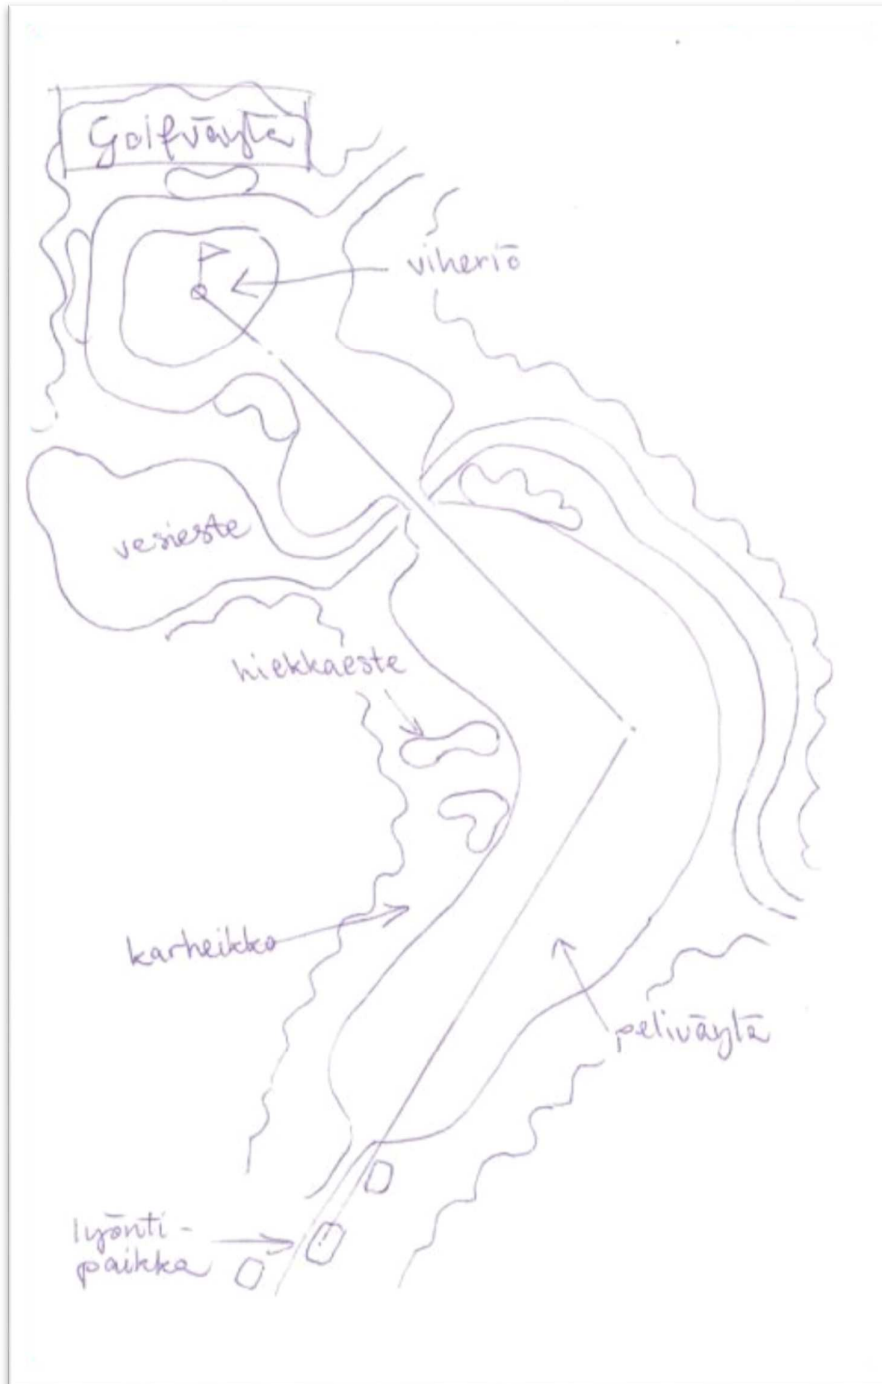 Golfväylä
viheriö
vesieste
hiekkaeste
karheikko
peliväylä
lyönti-
paikka